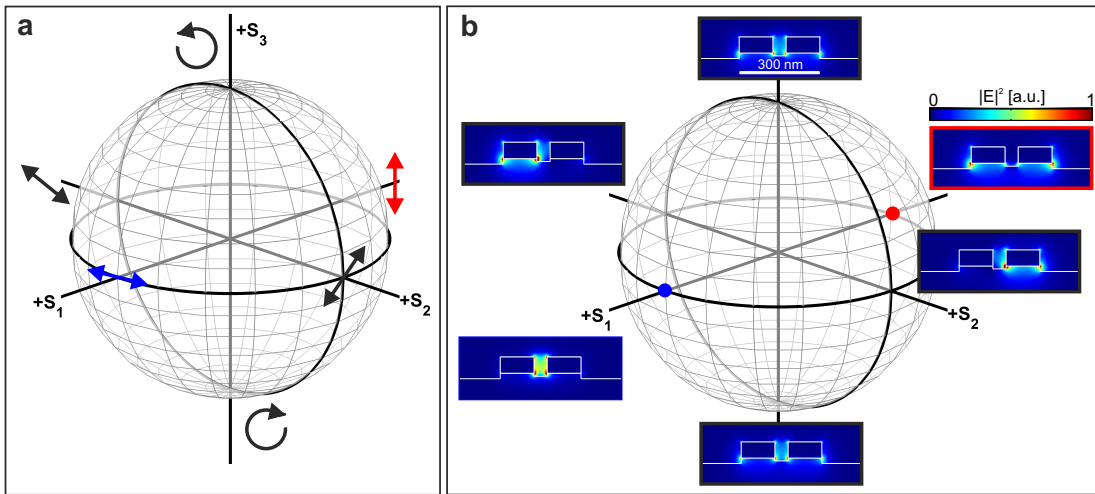 a
+S₃
+S₁
+S₂
b
300 nm
|E|² [a.u.]
0
1
+S₁
+S₂